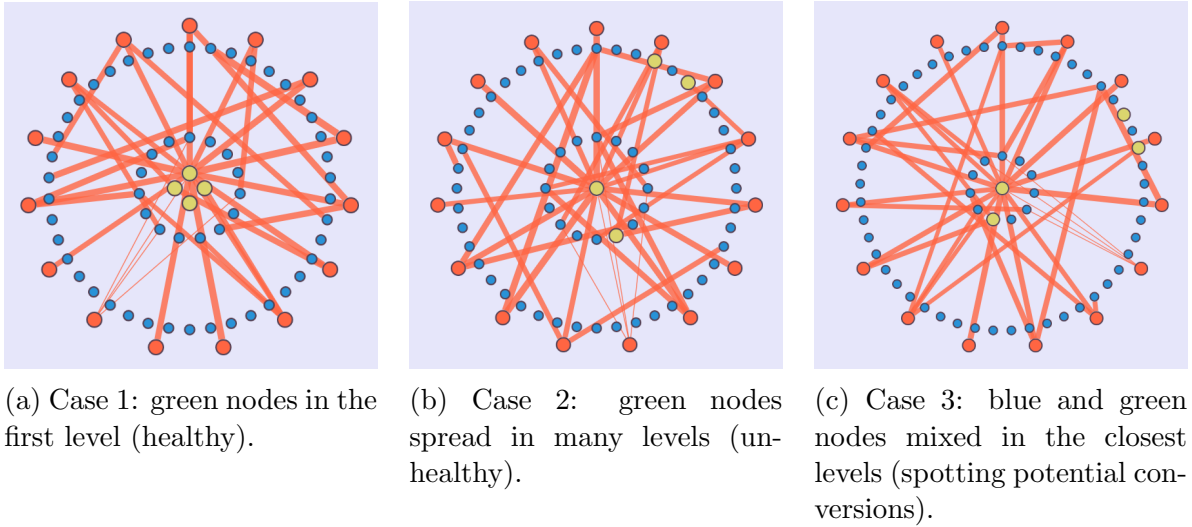 (a) Case 1: green nodes in the
first level (healthy).
(b) Case 2: green nodes
spread in many levels (un-
healthy).
(c) Case 3: blue and green
nodes mixed in the closest
levels (spotting potential con-
versions).